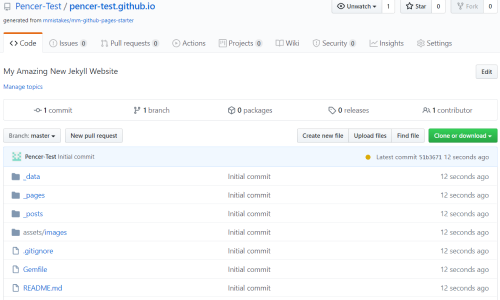 Pencer-Test / pencer-test.github.io
Unwatch 1 Star 0 Fork 0
generated from mmistakes/mm-github-pages-starter
Code Issues 0 Pull requests 0 Actions Projects 0 Wiki Security 0 Insights Settings
My Amazing New Jekyll Website
Edit
Manage topics
1 commit 1 branch 0 packages 0 releases 1 contributor
Branch: master New pull request Create new file Upload files Find file Clone or download
Pencer-Test Initial commit Latest commit 51b3671 12 seconds ago
_data Initial commit 12 seconds ago
_pages Initial commit 12 seconds ago
_posts Initial commit 12 seconds ago
assets/images Initial commit 12 seconds ago
.gitignore Initial commit 12 seconds ago
Gemfile Initial commit 12 seconds ago
README.md Initial commit 12 seconds ago